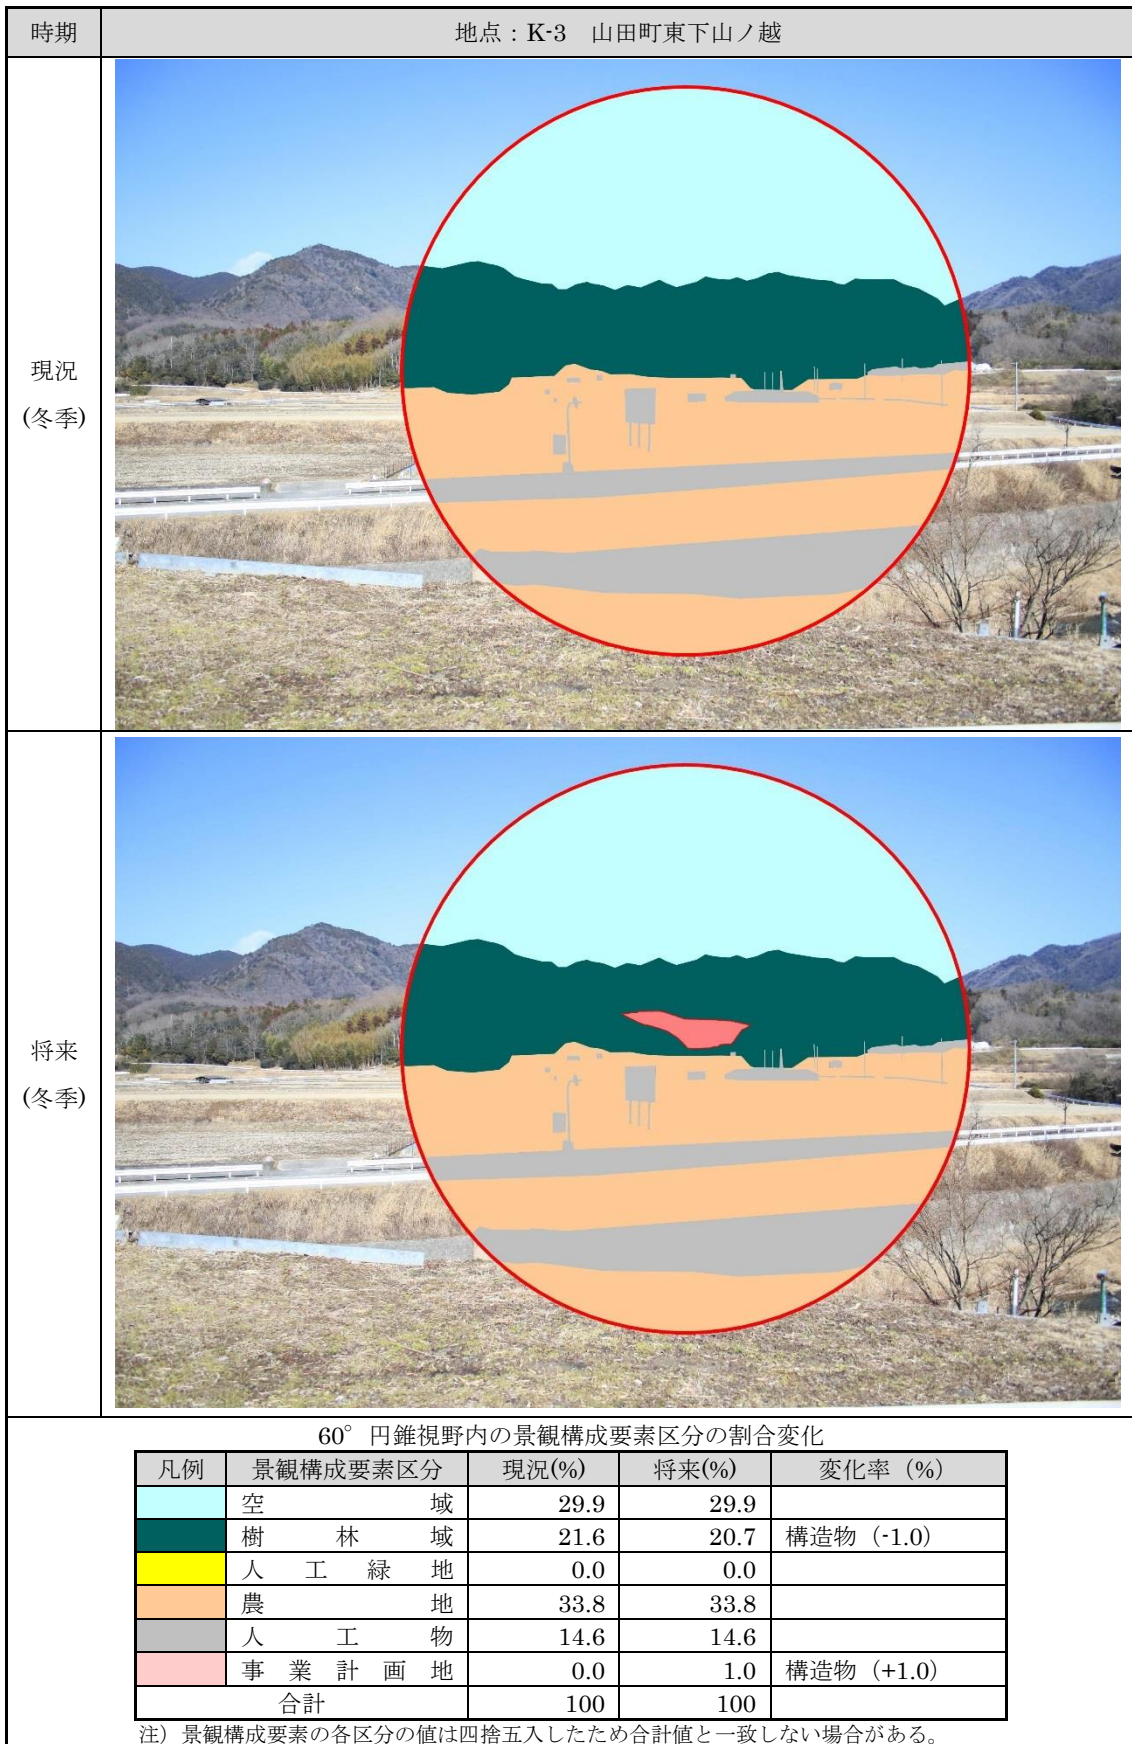 時期 地点：K-3 山田町東下山ノ越
現況
(冬季)
将来
(冬季)
60° 円錐視野内の景観構成要素区分の割合変化
凡例 景観構成要素区分 現況(%) 将来(%) 変化率（%）
空域 29.9 29.9
樹林域 21.6 20.7 構造物（-1.0）
人工緑地 0.0 0.0
農地 33.8 33.8
人工物 14.6 14.6
事業計画地 0.0 1.0 構造物（+1.0）
合計 100 100
注）景観構成要素の各区分の値は四捨五入したため合計値と一致しない場合がある。